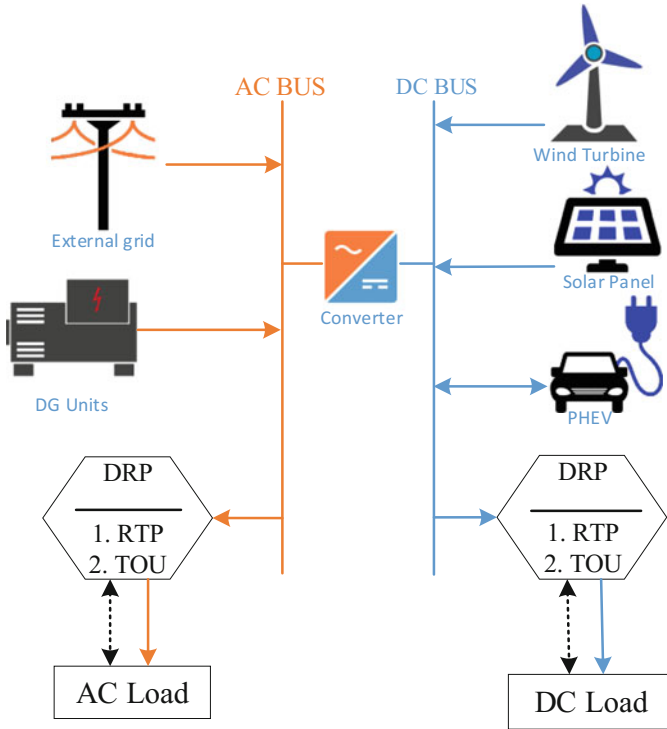 AC BUS
DC BUS
Wind Turbine
External grid
Solar Panel
Converter
DG Units
PHEV
DRP
1. RTP
2. TOU
DRP
1. RTP
2. TOU
AC Load
DC Load